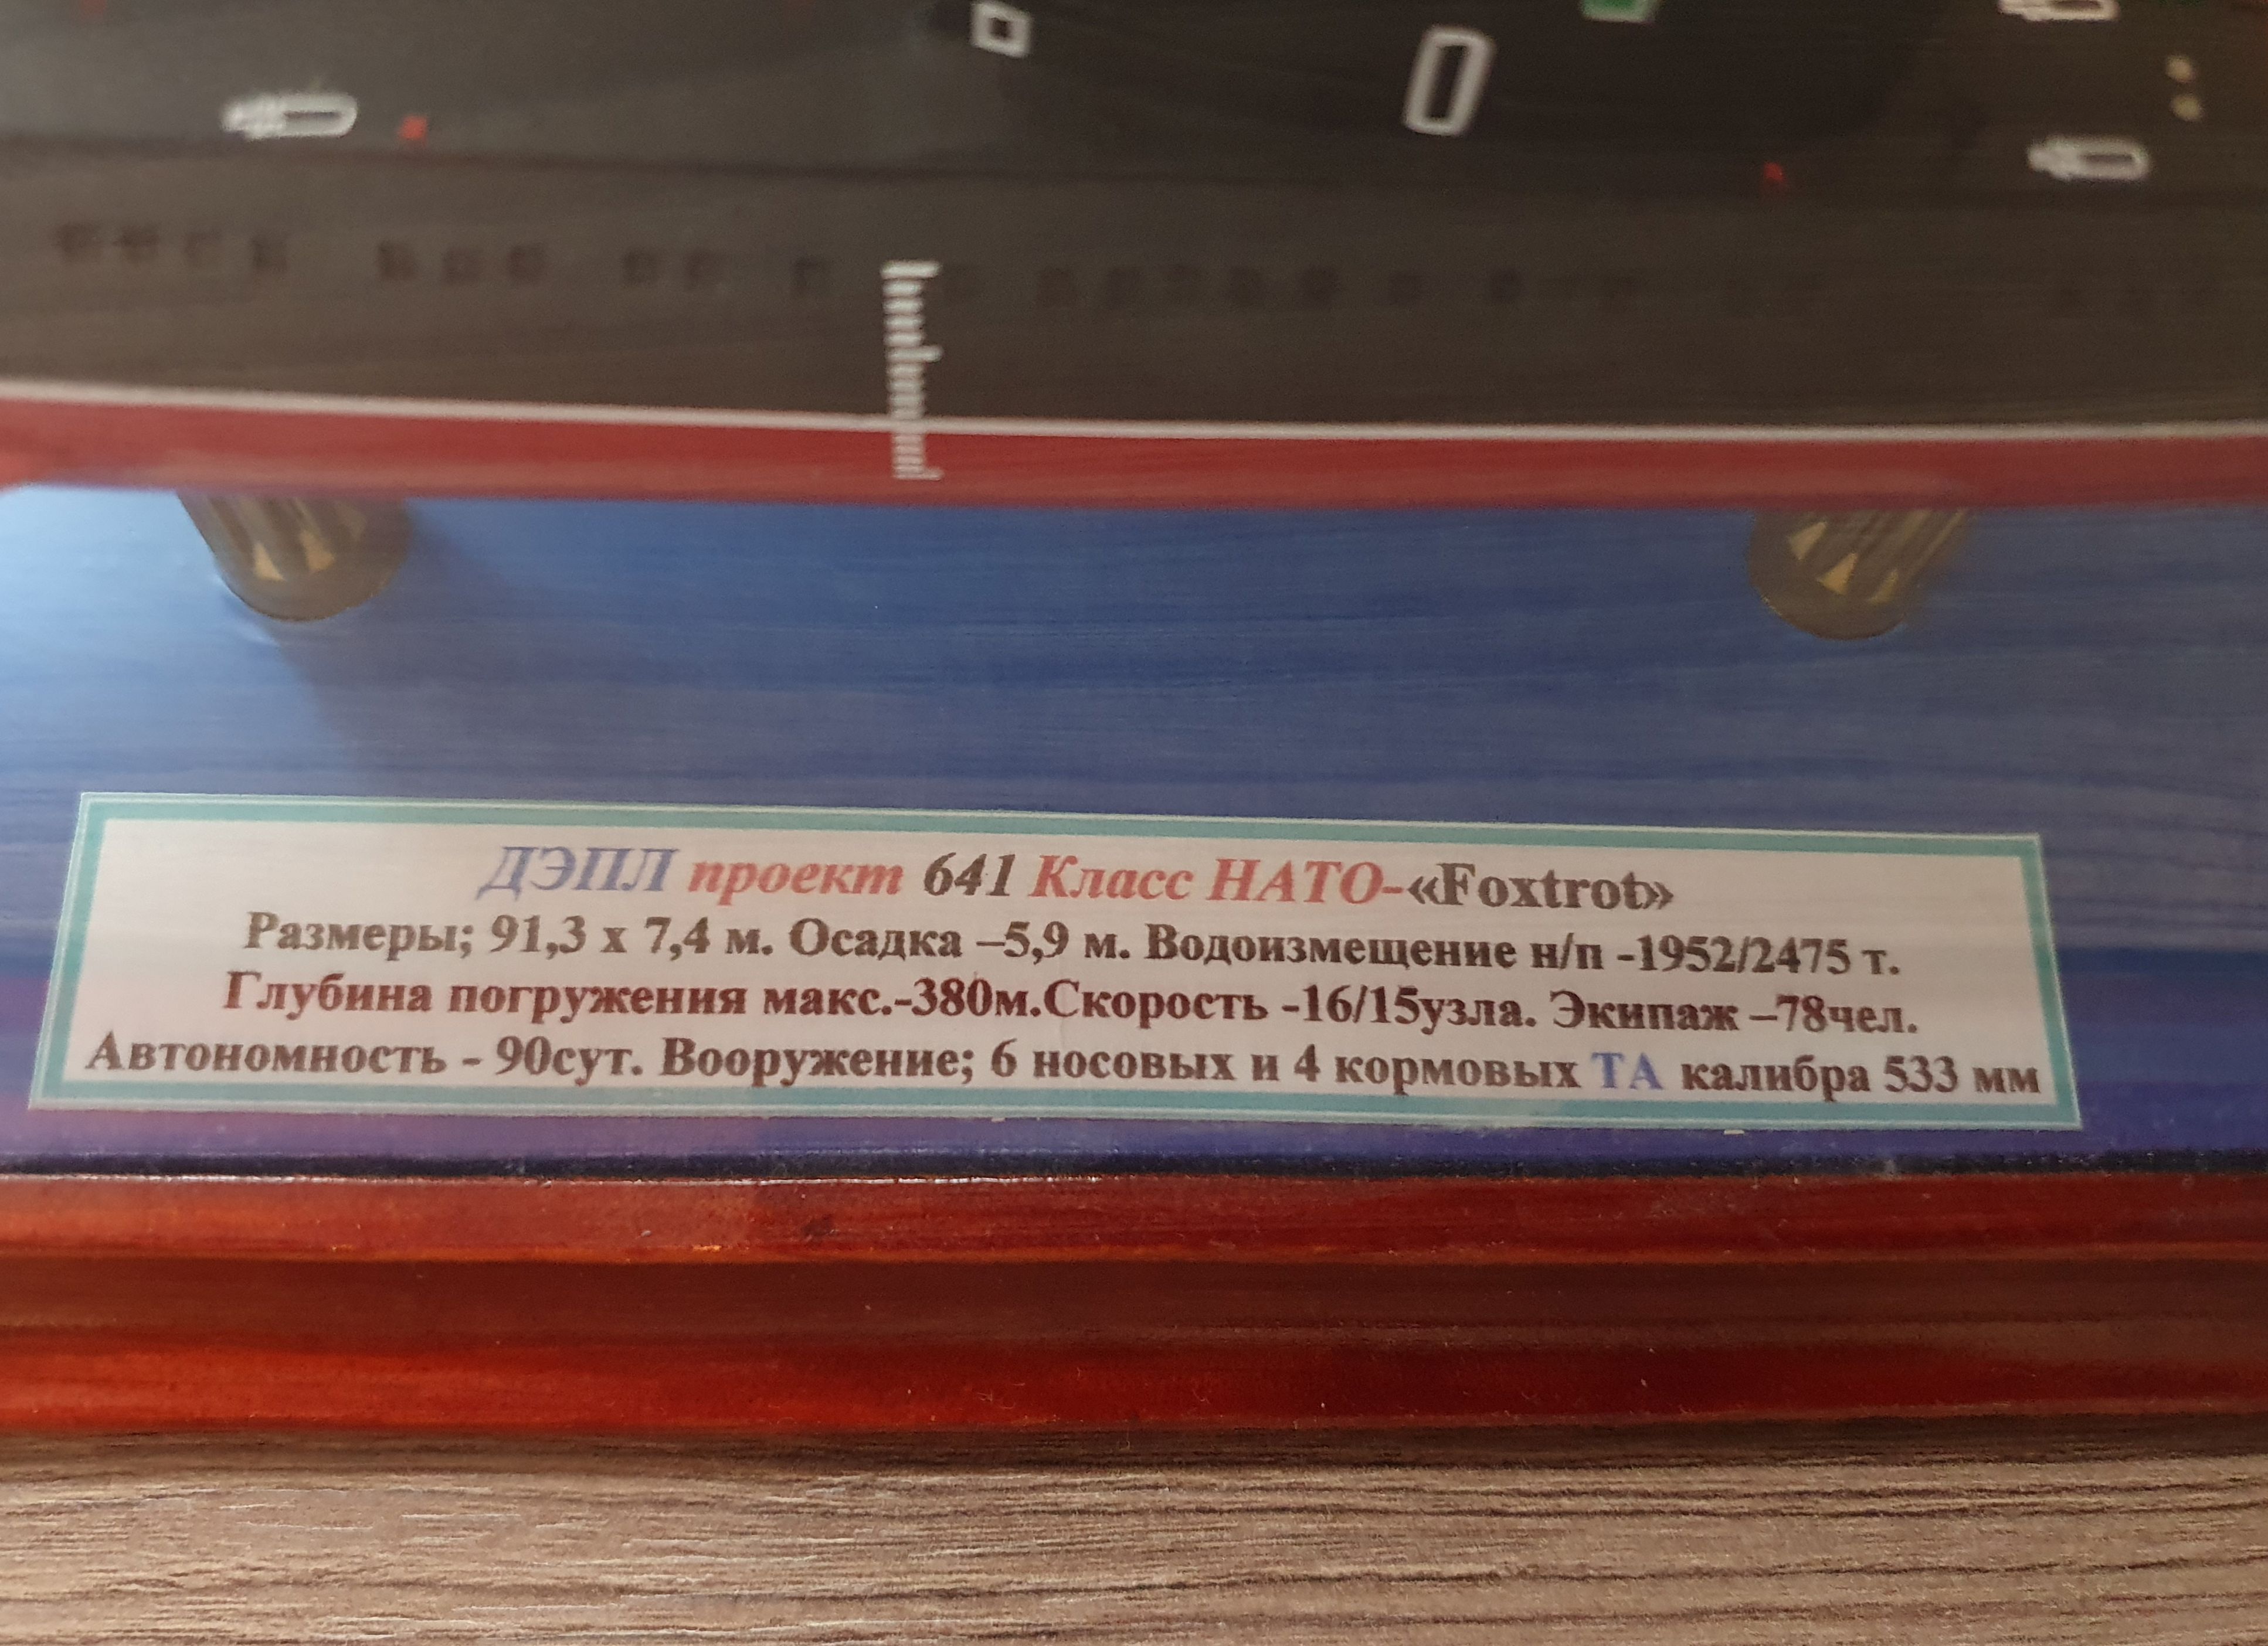 ДЭПЛ проект 641 Класс НАТО-«Foxtrot»
Размеры; 91,3 х 7,4 м. Осадка –5,9 м. Водоизмещение н/п -1952/2475 т.
Глубина погружения макс.-380м.Скорость -16/15узла. Экипаж –78чел.
Автономность - 90сут. Вооружение; 6 носовых и 4 кормовых ТА калибра 533 мм